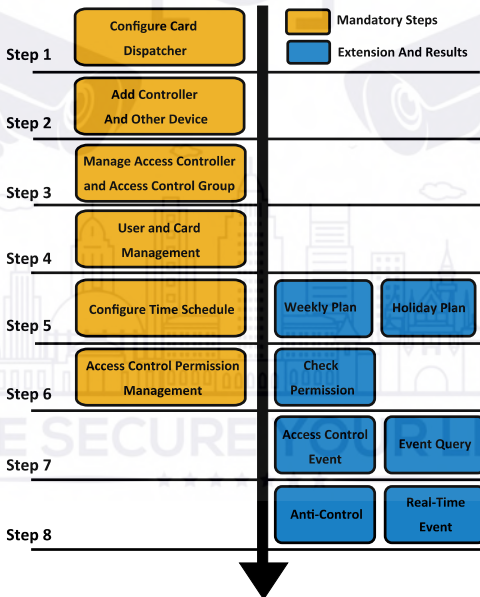 Mandatory Steps
Extension And Results
Step 1
Configure Card
Dispatcher
Step 2
Add Controller
And Other Device
Step 3
Manage Access Controller
and Access Control Group
Step 4
User and Card
Management
Step 5
Configure Time Schedule
Weekly Plan
Holiday Plan
Step 6
Access Control Permission
Management
Check
Permission
Step 7
Access Control
Event
Event Query
Step 8
Anti-Control
Real-Time
Event
E SECURE YOUR LI